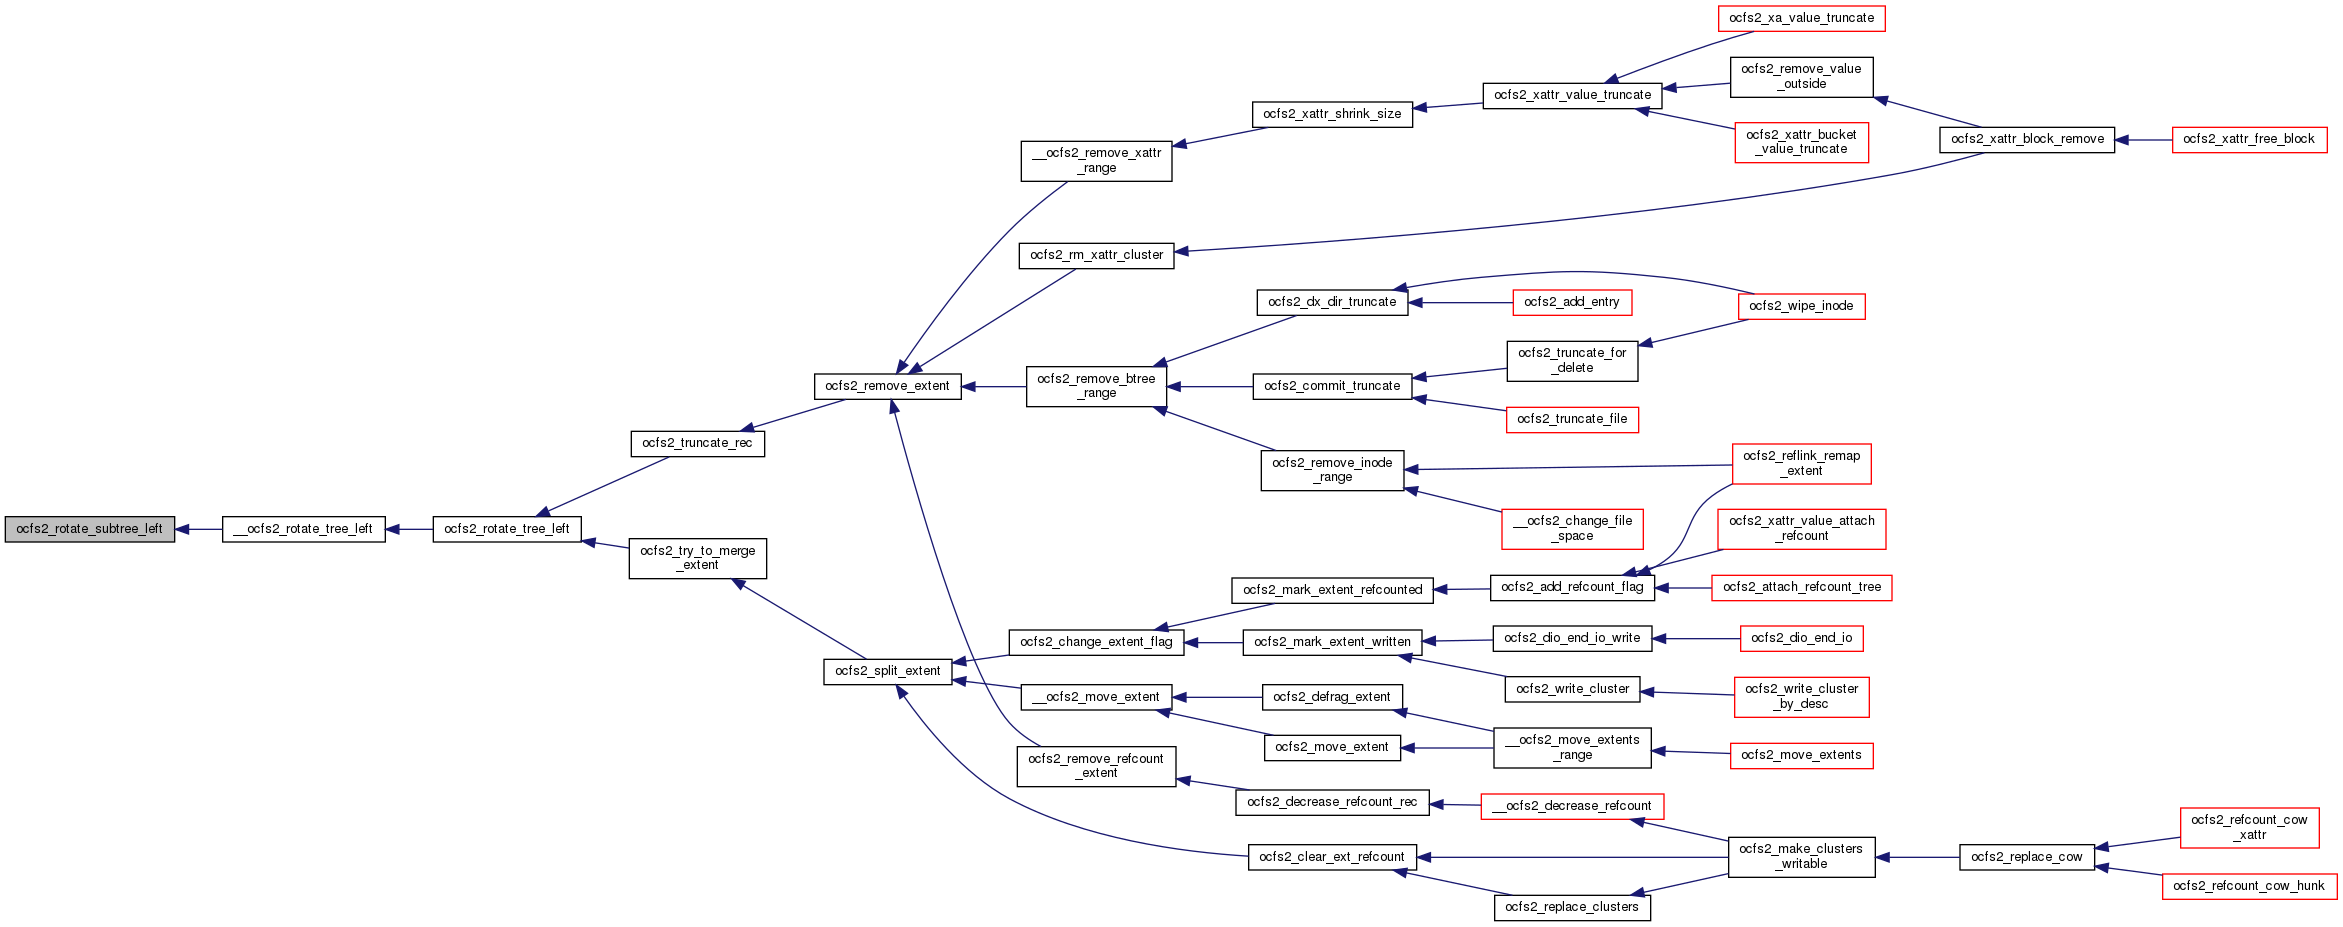 ocfs2_rotate_subtree_left
__ocfs2_rotate_tree_left
ocfs2_rotate_tree_left
ocfs2_truncate_rec
ocfs2_try_to_merge
_extent
ocfs2_remove_extent
ocfs2_split_extent
__ocfs2_remove_xattr
_range
ocfs2_rm_xattr_cluster
ocfs2_remove_btree
_range
ocfs2_change_extent_flag
__ocfs2_move_extent
ocfs2_remove_refcount
_extent
ocfs2_xattr_shrink_size
ocfs2_dx_dir_truncate
ocfs2_commit_truncate
ocfs2_remove_inode
_range
ocfs2_mark_extent_refcounted
ocfs2_mark_extent_written
ocfs2_defrag_extent
ocfs2_move_extent
ocfs2_decrease_refcount_rec
ocfs2_clear_ext_refcount
ocfs2_xattr_value_truncate
ocfs2_add_entry
ocfs2_truncate_for
_delete
ocfs2_truncate_file
__ocfs2_change_file
_space
ocfs2_add_refcount_flag
ocfs2_dio_end_io_write
ocfs2_write_cluster
__ocfs2_move_extents
_range
__ocfs2_decrease_refcount
ocfs2_replace_clusters
ocfs2_xa_value_truncate
ocfs2_remove_value
_outside
ocfs2_xattr_bucket
_value_truncate
ocfs2_wipe_inode
ocfs2_reflink_remap
_extent
ocfs2_xattr_value_attach
_refcount
ocfs2_attach_refcount_tree
ocfs2_dio_end_io
ocfs2_write_cluster
_by_desc
ocfs2_move_extents
ocfs2_make_clusters
_writable
ocfs2_xattr_block_remove
ocfs2_replace_cow
ocfs2_xattr_free_block
ocfs2_refcount_cow
_xattr
ocfs2_refcount_cow_hunk